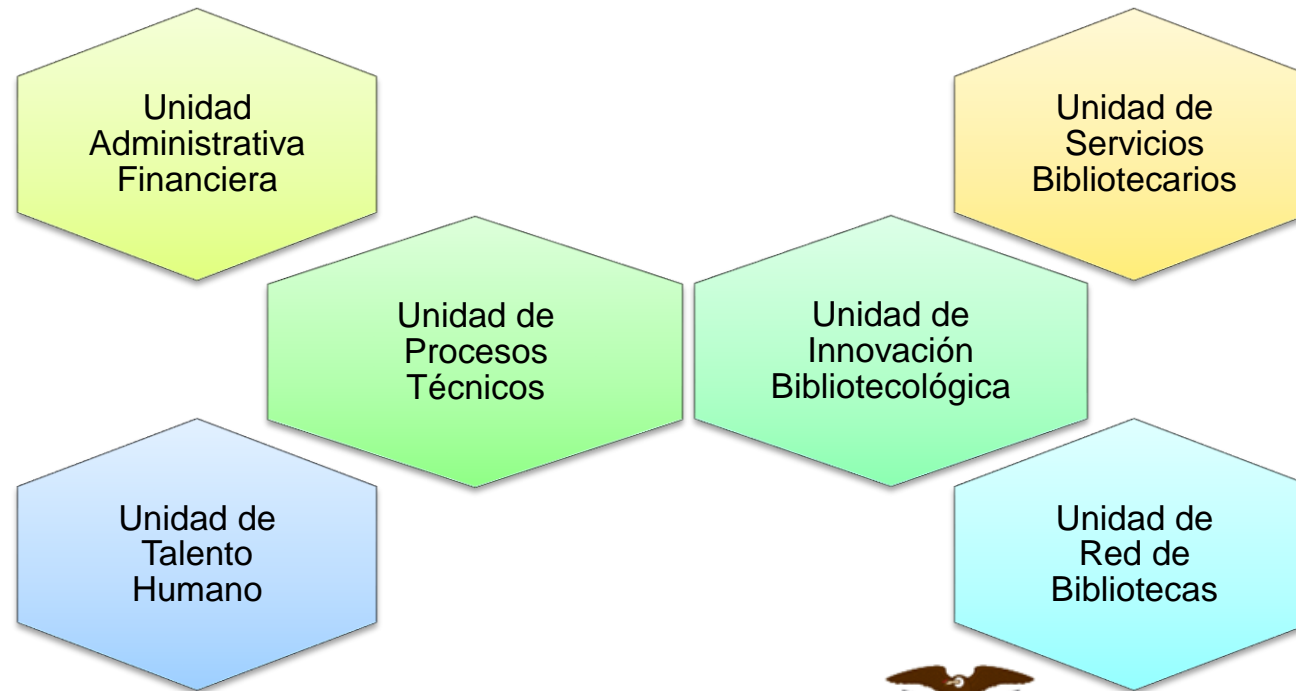 Unidad
Administrativa
Financiera
Unidad de
Servicios
Bibliotecarios
Unidad de
Procesos
Técnicos
Unidad de
Innovación
Bibliotecológica
Unidad de
Talento
Humano
Unidad de
Red de
Bibliotecas